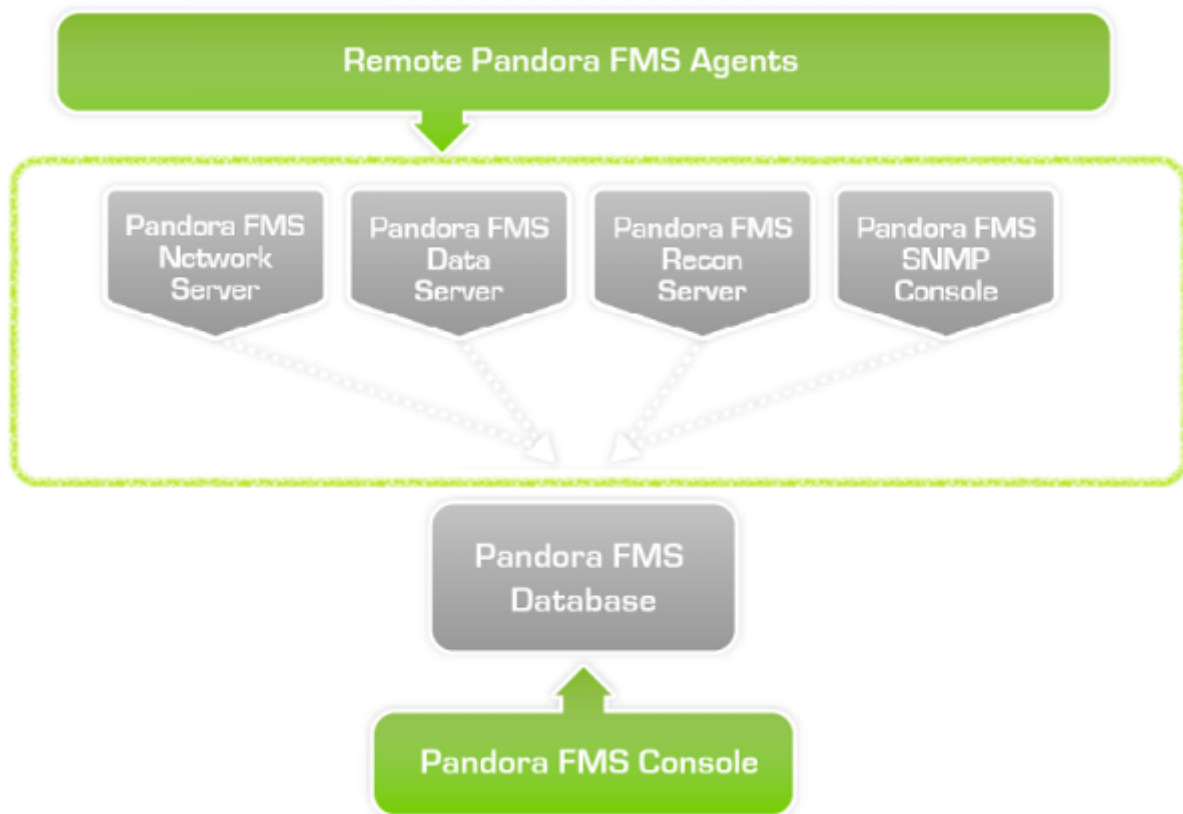 Remote Pandora FMS Agents
Pandora FMS
Network
Server
Pandora FMS
Data
Server
Pandora FMS
Recon
Server
Pandora FMS
SNMP
Console
Pandora FMS
Database
Pandora FMS Console